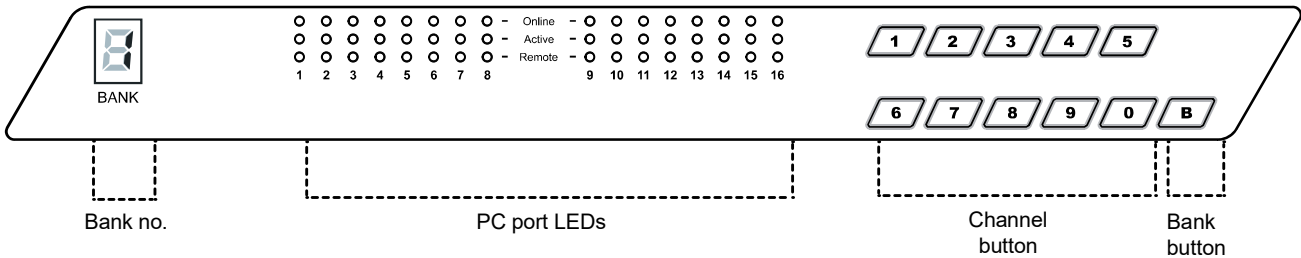 1
BANK
- Online -
- Active -
- Remote -
1 2 3 4 5 6 7 8 9 10 11 12 13 14 15 16
1 2 3 4 5
6 7 8 9 0 B
Bank no.
PC port LEDs
Channel
button
Bank
button